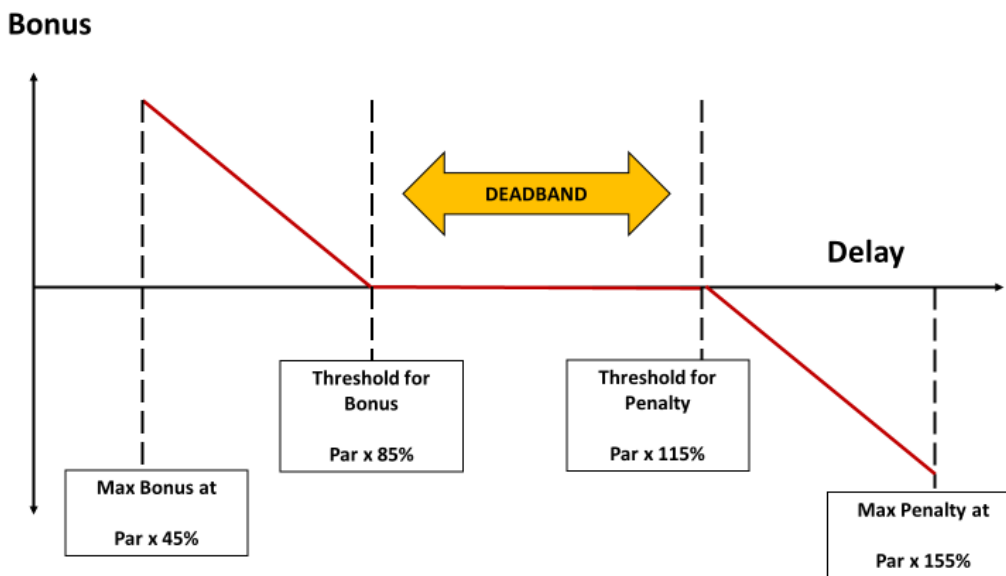 Bonus
DEADBAND
Delay
Threshold for
Bonus
Par x 85%
Threshold for
Penalty
Par x 115%
Max Bonus at
Par x 45%
Max Penalty at
Par x 155%